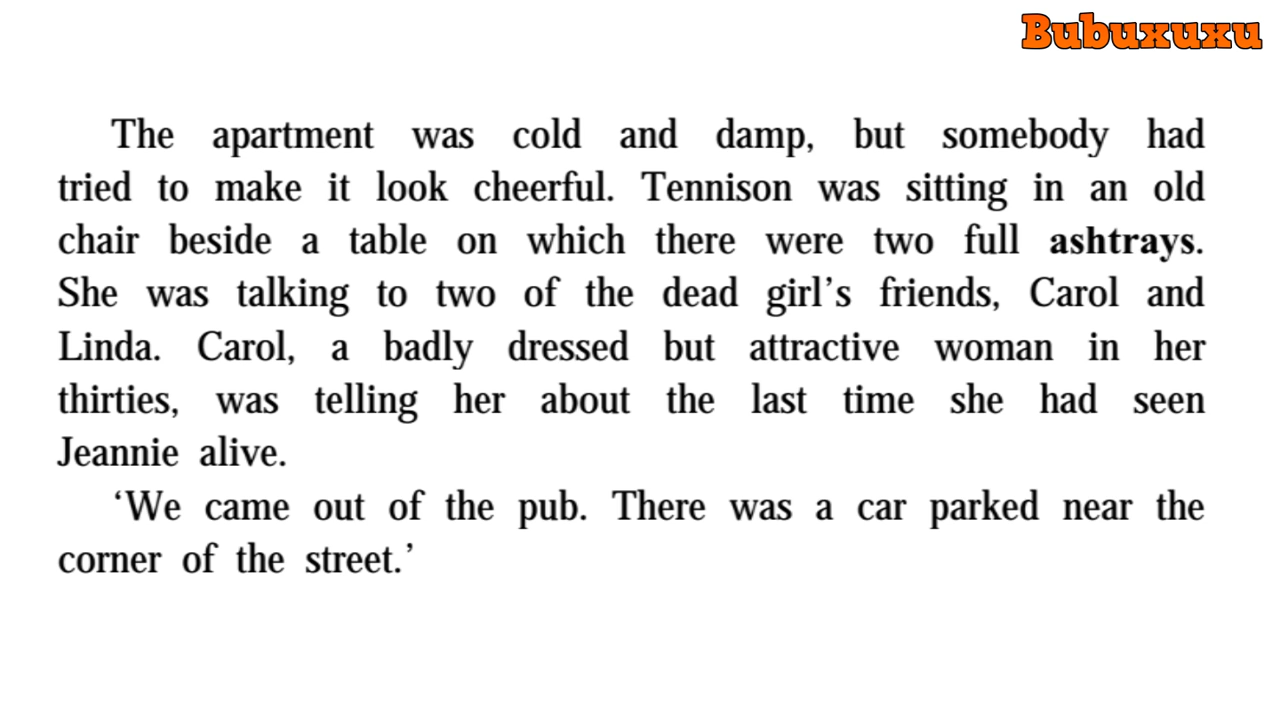 Bubuxuxu
The apartment was cold and damp, but somebody had
tried to make it look cheerful. Tennison was sitting in an old
chair beside a table on which there were two full ashtrays.
She was talking to two of the dead girl's friends, Carol and
Linda. Carol, a badly dressed but attractive woman in her
thirties, was telling her about the last time she had seen
Jeannie alive.
‘We came out of the pub. There was a car parked near the
corner of the street.’